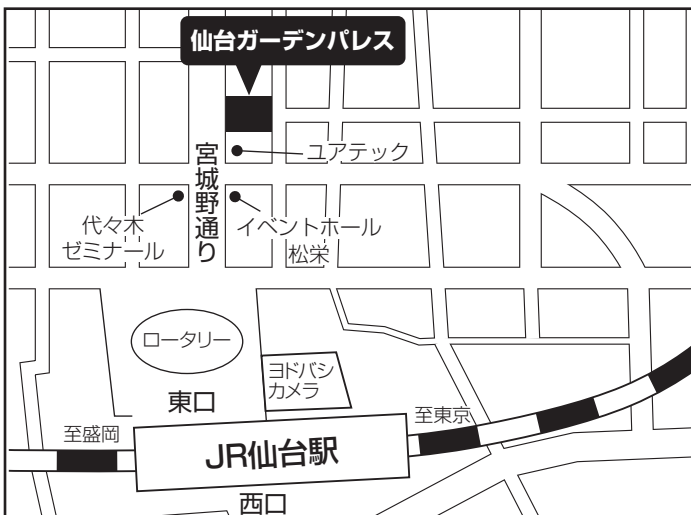 仙台ガーデンパレス
ユアテック
宮城野通り
代々木
ゼミナール
イベントホール
松栄
ロータリー
ヨドバシ
カメラ
東口
至盛岡
至東京
JR仙台駅
西口